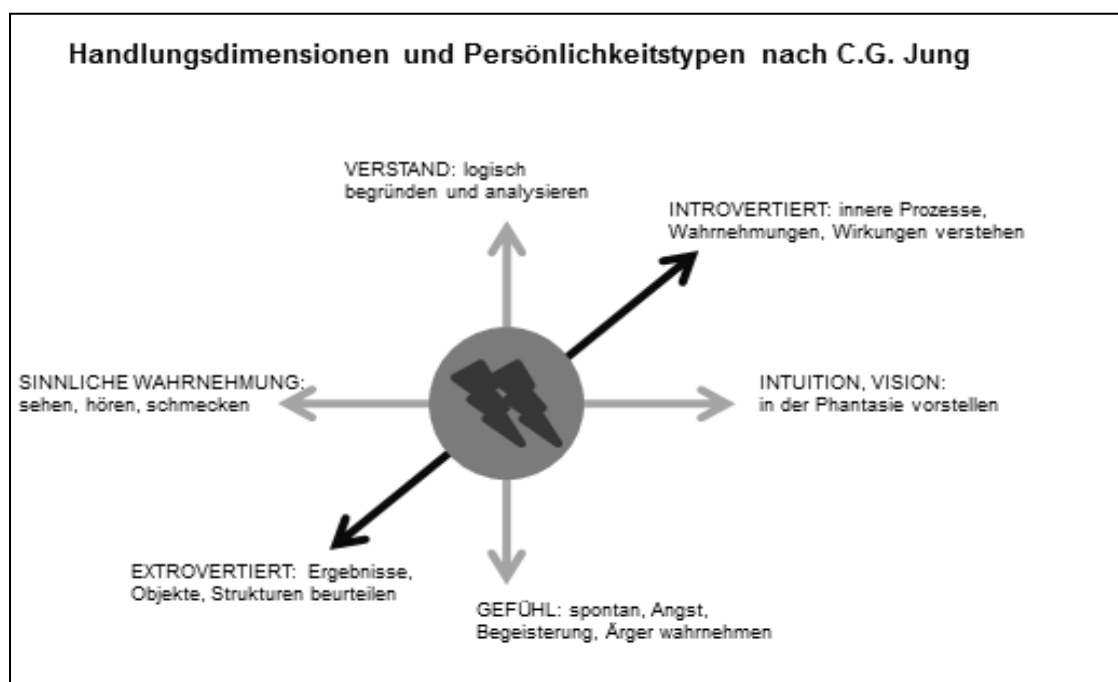 Handlungsdimensionen und Persönlichkeitstypen nach C.G. Jung
VERSTAND: logisch
begründen und analysieren
INTROVERTIERT: innere Prozesse,
Wahrnehmungen, Wirkungen verstehen
SINNLICHE WAHRNEHMUNG:
sehen, hören, schmecken
INTUITION, VISION:
in der Phantasie vorstellen
EXTROVERTIERT: Ergebnisse,
Objekte, Strukturen beurteilen
GEFÜHL: spontan, Angst,
Begeisterung, Ärger wahrnehmen